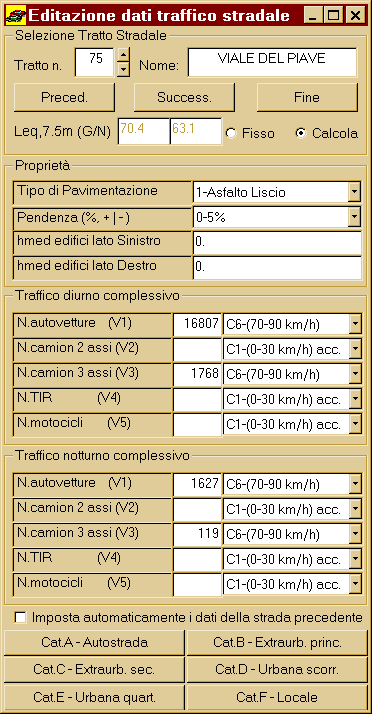 Editazione dati traffico stradale
Selezione Tratto Stradale
Tratto n. 75 Nome: VIALE DEL PIAVE
Preced. Success. Fine
Leq,7.5m (G/N) 70.4 63.1 Fisso Calcola
Proprietà
Tipo di Pavimentazione 1-Asfalto Liscio
Pendenza (%, + | - ) 0-5%
hmed edifici lato Sinistro 0.
hmed edifici lato Destro 0.
Traffico diurno complessivo
N.autovetture (V1) 16807 C6-(70-90 km/h)
N.camion 2 assi (V2) C1-(0-30 km/h) acc.
N.camion 3 assi (V3) 1768 C6-(70-90 km/h)
N.TIR (V4) C1-(0-30 km/h) acc.
N.motocicli (V5) C1-(0-30 km/h) acc.
Traffico notturno complessivo
N.autovetture (V1) 1627 C6-(70-90 km/h)
N.camion 2 assi (V2) C1-(0-30 km/h) acc.
N.camion 3 assi (V3) 119 C6-(70-90 km/h)
N.TIR (V4) C1-(0-30 km/h) acc.
N.motocicli (V5) C1-(0-30 km/h) acc.
Imposta automaticamente i dati della strada precedente
Cat.A - Autostrada Cat.B - Extraurb. princ.
Cat.C - Extraurb. sec. Cat.D - Urbana scorr.
Cat.E - Urbana quart. Cat.F - Locale